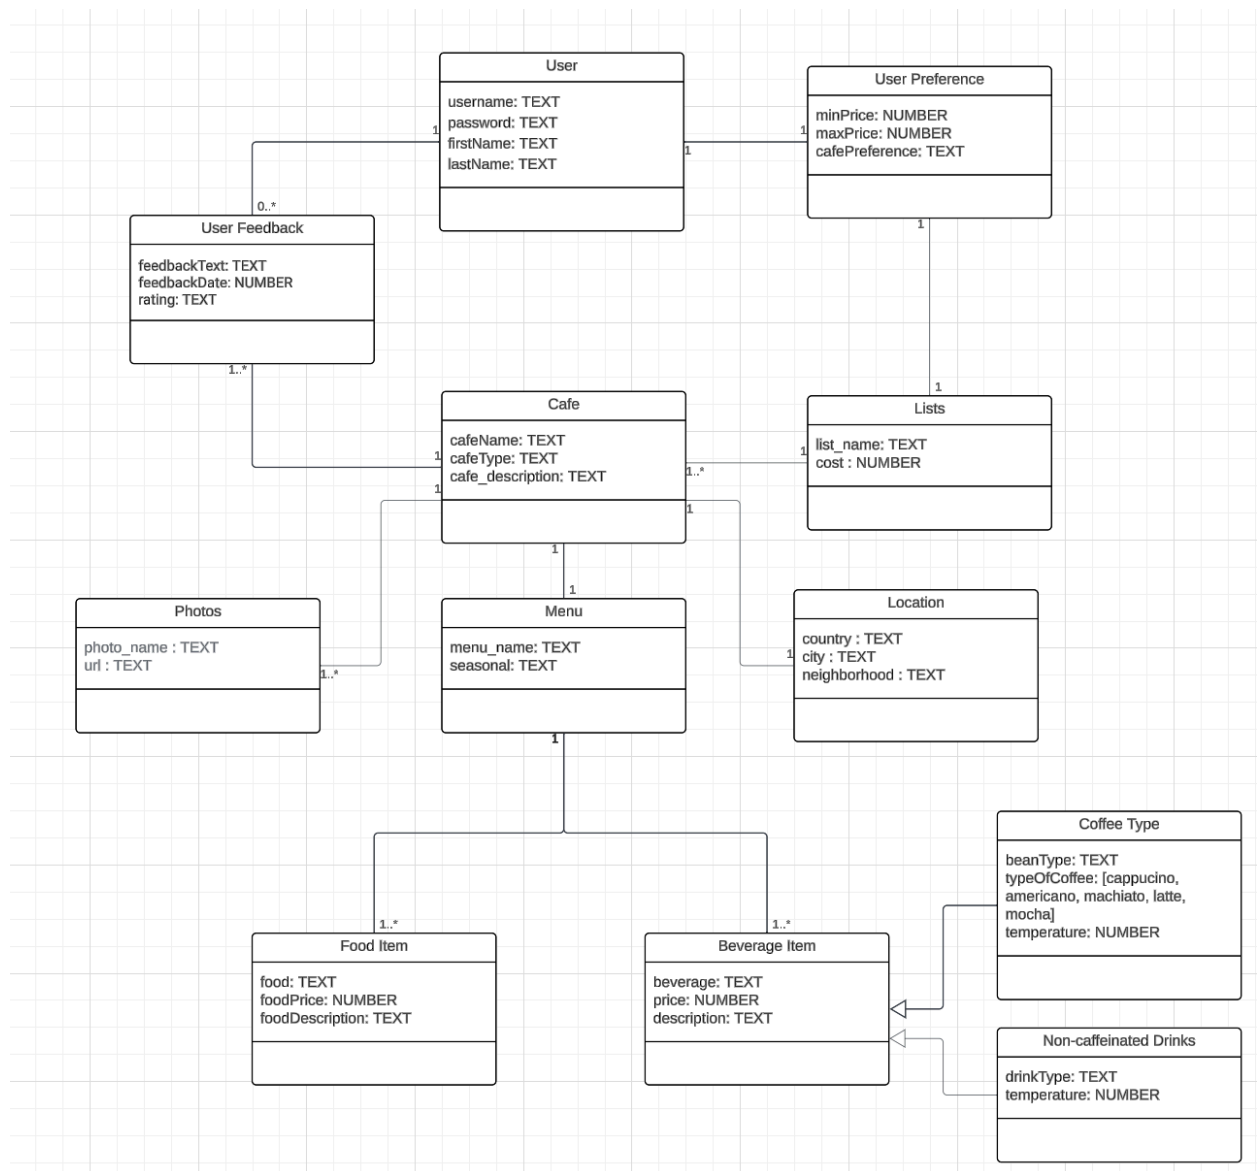 User
username: TEXT
password: TEXT
firstName: TEXT
lastName: TEXT
User Preference
minPrice: NUMBER
maxPrice: NUMBER
cafePreference: TEXT
1
1
1
0..*
User Feedback
feedbackText: TEXT
feedbackDate: NUMBER
rating: TEXT
1
1..*
1
Cafe
cafeName: TEXT
cafeType: TEXT
cafe_description: TEXT
1
1
1..*
1
1
1
Lists
list_name: TEXT
cost : NUMBER
1
1
Photos
photo_name : TEXT
url : TEXT
1..*
Menu
menu_name: TEXT
seasonal: TEXT
1
Location
country : TEXT
city : TEXT
neighborhood : TEXT
1
1..*
1..*
Food Item
food: TEXT
foodPrice: NUMBER
foodDescription: TEXT
Beverage Item
beverage: TEXT
price: NUMBER
description: TEXT
Coffee Type
beanType: TEXT
typeOfCoffee: [cappucino,
americano, machiato, latte,
mocha]
temperature: NUMBER
Non-caffeinated Drinks
drinkType: TEXT
temperature: NUMBER